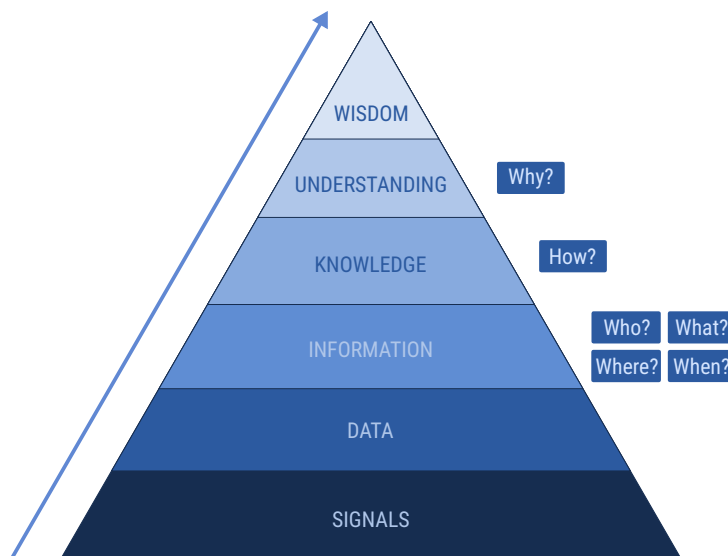 WISDOM
UNDERSTANDING
Why?
KNOWLEDGE
How?
INFORMATION
Who? What?
Where? When?
DATA
SIGNALS